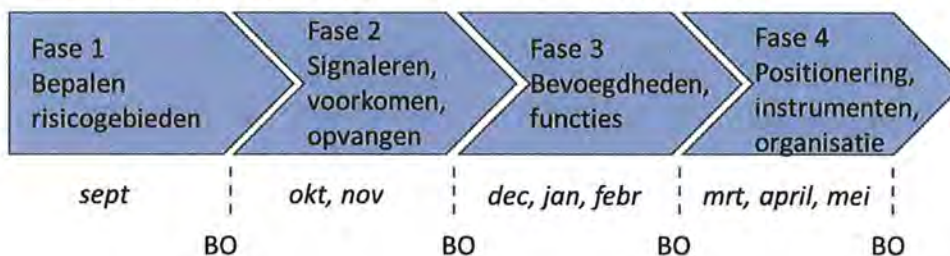 Fase 1
Bepalen
risicogebieden
Fase 2
Signaleren,
voorkomen,
opvangen
Fase 3
Bevoegdheden,
functies
Fase 4
Positionering,
instrumenten,
organisatie
sept
okt, nov
dec, jan, febr
mrt, april, mei
BO
BO
BO
BO